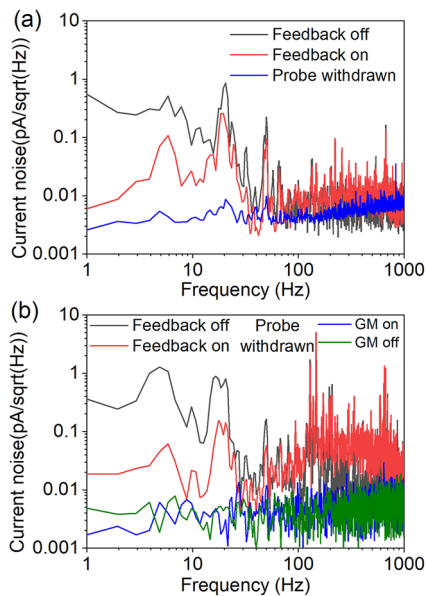 (a)
10
1
0.1
0.01
0.001
Current noise(pA/sqrt(Hz))
Feedback off
Feedback on
Probe withdrawn
1 10 100 1000
Frequency (Hz)
(b)
10
1
0.1
0.01
0.001
Current noise(pA/sqrt(Hz))
Feedback off
Feedback on
Probe
withdrawn
GM on
GM off
1 10 100 1000
Frequency (Hz)